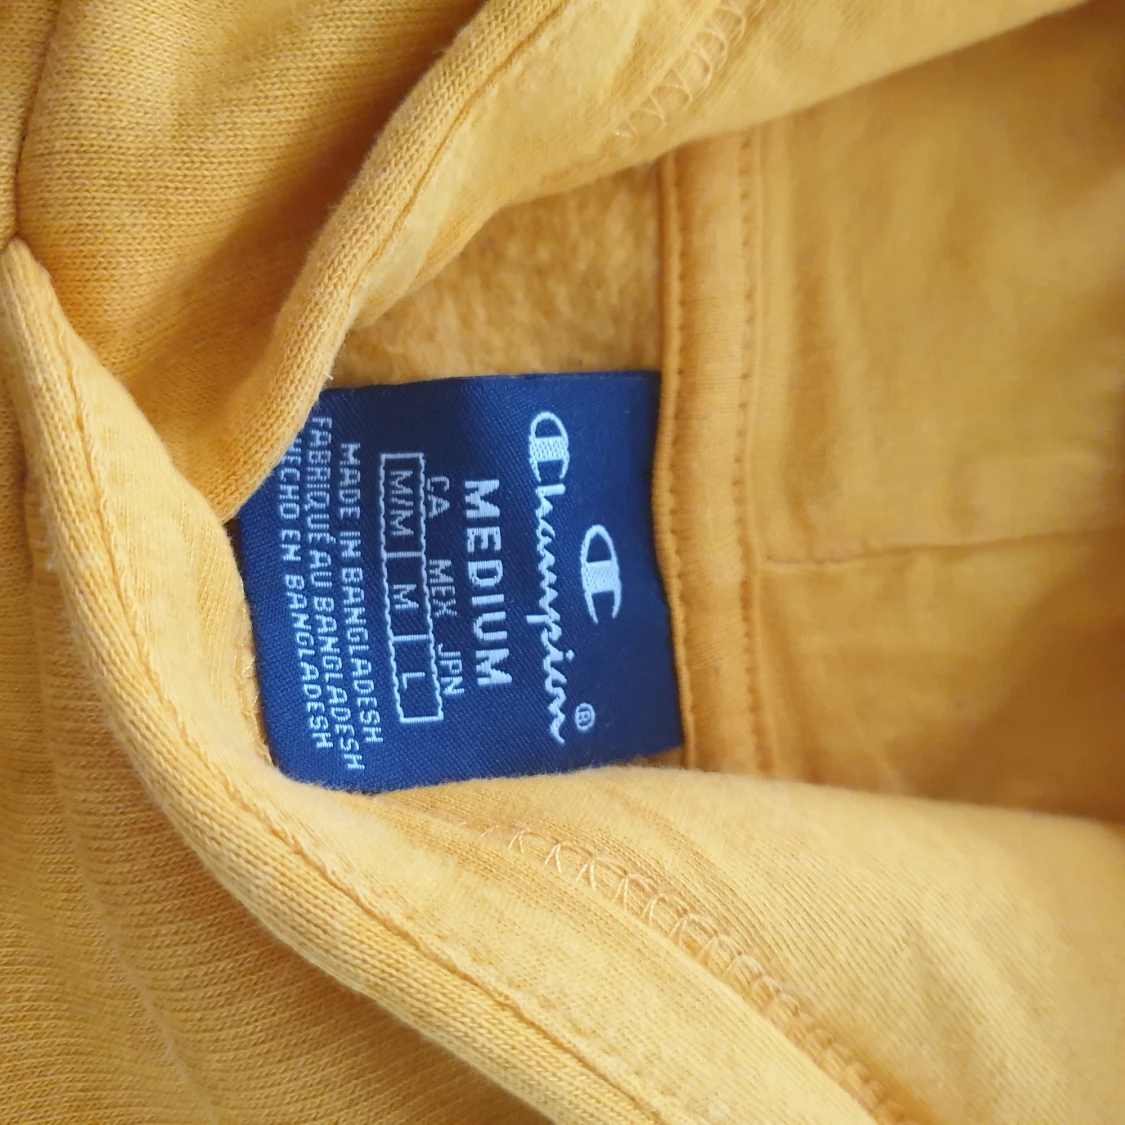 Champion®
MEDIUM
CA MEX JPN
M/M M L
MADE IN BANGLADESH
FABRIQUÉ AU BANGLADESH
HECHO EN BANGLADESH